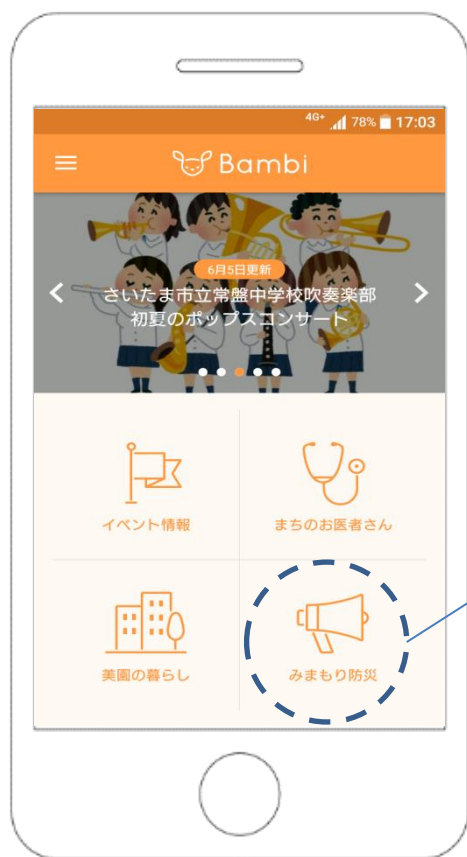 4G+ 78% 17:03
Bambi
6月5日更新
さいたま市立常盤中学校吹奏楽部
初夏のポップスコンサート
イベント情報
まちのお医者さん
美園の暮らし
みまもり防災